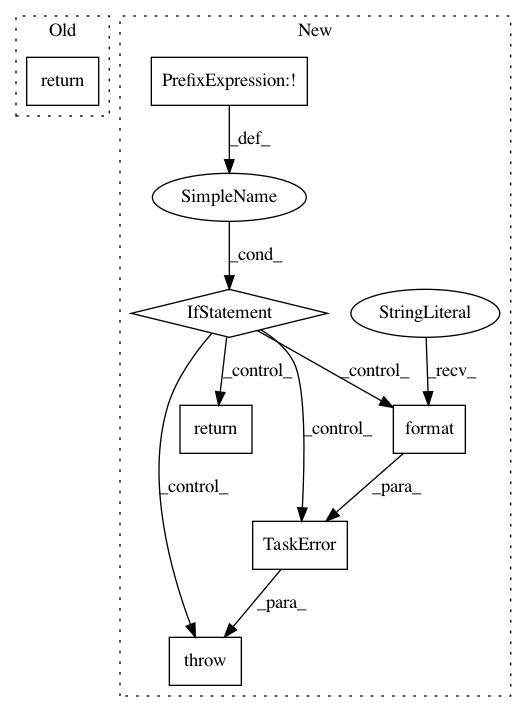 Old
New
return
PrefixExpression:!
_def_
SimpleName
_cond_
IfStatement
StringLiteral
_control_
_control_
_recv_
return
_control_
format
_control_
_para_
TaskError
_para_
throw